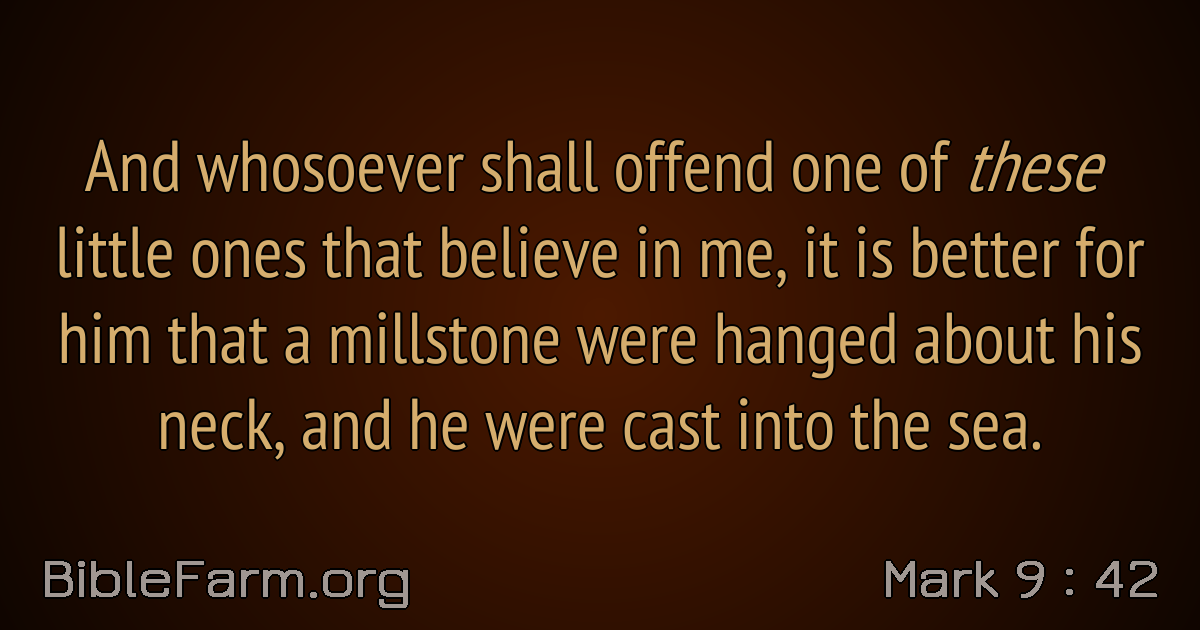 And whosoever shall offend one of these
little ones that believe in me, it is better for
him that a millstone were hanged about his
neck, and he were cast into the sea.
BibleFarm.org
Mark 9 : 42